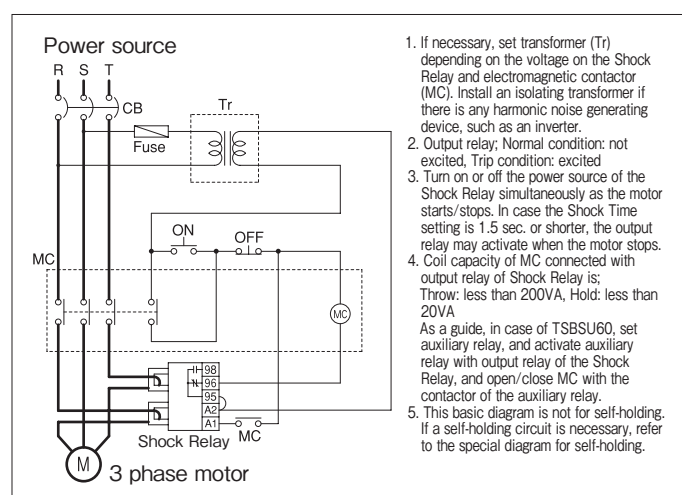 Power source
R S T
CB
Tr
Fuse
ON
OFF
MC
MC
98
96
95
A2
A1
Shock Relay
MC
M
3 phase motor
1. If necessary, set transformer (Tr)
depending on the voltage on the Shock
Relay and electromagnetic contactor
(MC). Install an isolating transformer if
there is any harmonic noise generating
device, such as an inverter.
2. Output relay; Normal condition: not
excited, Trip condition: excited
3. Turn on or off the power source of the
Shock Relay simultaneously as the motor
starts/stops. In case the Shock Time
setting is 1.5 sec. or shorter, the output
relay may activate when the motor stops.
4. Coil capacity of MC connected with
output relay of Shock Relay is;
Throw: less than 200VA, Hold: less than
20VA
As a guide, in case of TSBSU60, set
auxiliary relay, and activate auxiliary
relay with output relay of the Shock
Relay, and open/close MC with the
contactor of the auxiliary relay.
5. This basic diagram is not for self-holding.
If a self-holding circuit is necessary, refer
to the special diagram for self-holding.